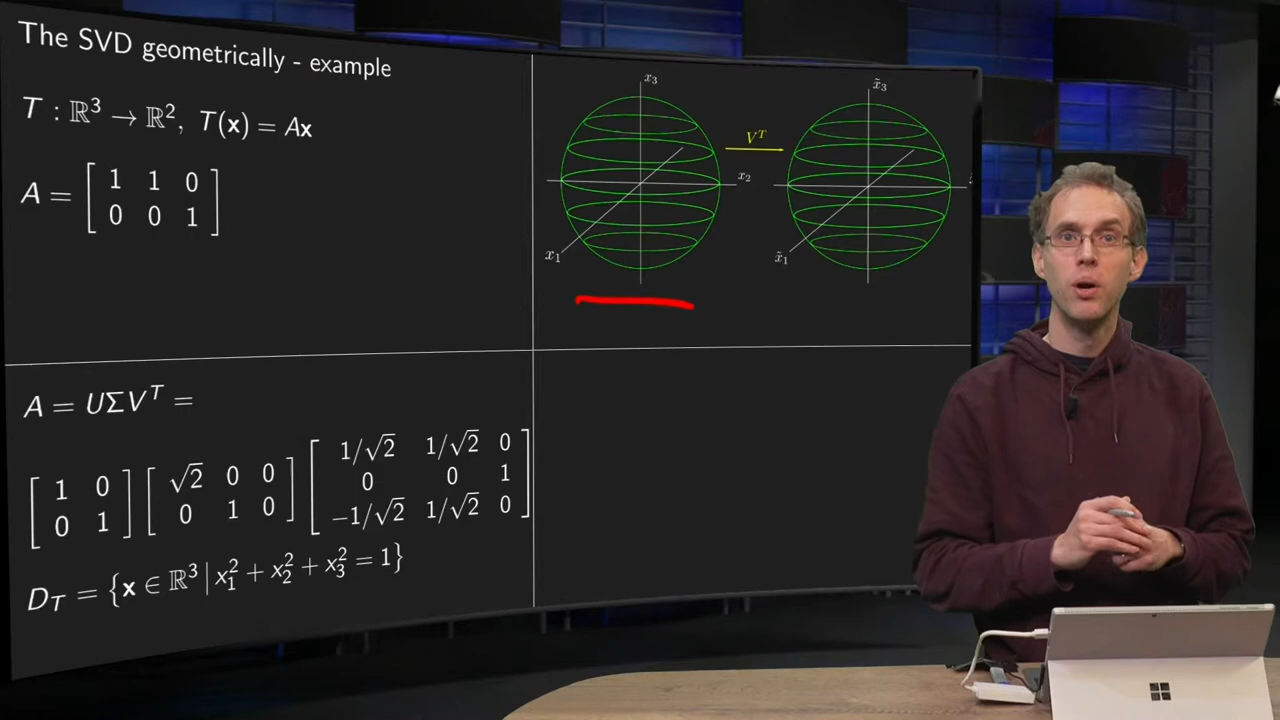 The SVD geometrically - example
T : ℝ³ → ℝ², T(x) = Ax
A = [ 1 1 0
0 0 1 ]
x₃
x₂
x₁
Vᵀ
x̃₃
x̃₁
A = UΣVᵀ =
[ 1 0
0 1 ] [ √2 0 0
0 1 0 ] [ 1/√2 1/√2 0
0 0 1
−1/√2 1/√2 0 ]
D_T = {x ∈ ℝ³ | x₁² + x₂² + x₃² = 1}